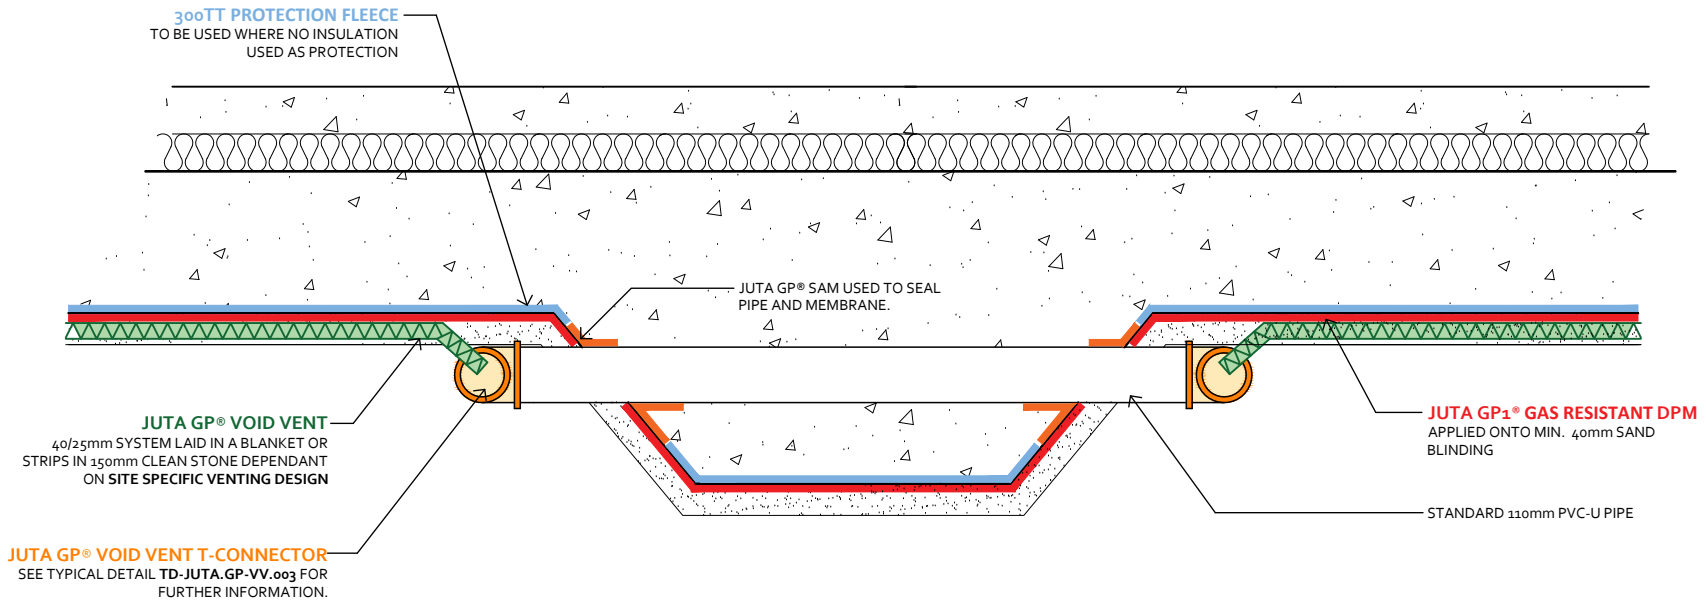 300TT PROTECTION FLEECE
TO BE USED WHERE NO INSULATION
USED AS PROTECTION
JUTA GP® SAM USED TO SEAL
PIPE AND MEMBRANE.
JUTA GP® VOID VENT
40/25mm SYSTEM LAID IN A BLANKET OR
STRIPS IN 150mm CLEAN STONE DEPENDANT
ON SITE SPECIFIC VENTING DESIGN
JUTA GP1® GAS RESISTANT DPM
APPLIED ONTO MIN. 40mm SAND
BLINDING
STANDARD 110mm PVC-U PIPE
JUTA GP® VOID VENT T-CONNECTOR
SEE TYPICAL DETAIL TD-JUTA.GP-VV.003 FOR
FURTHER INFORMATION.